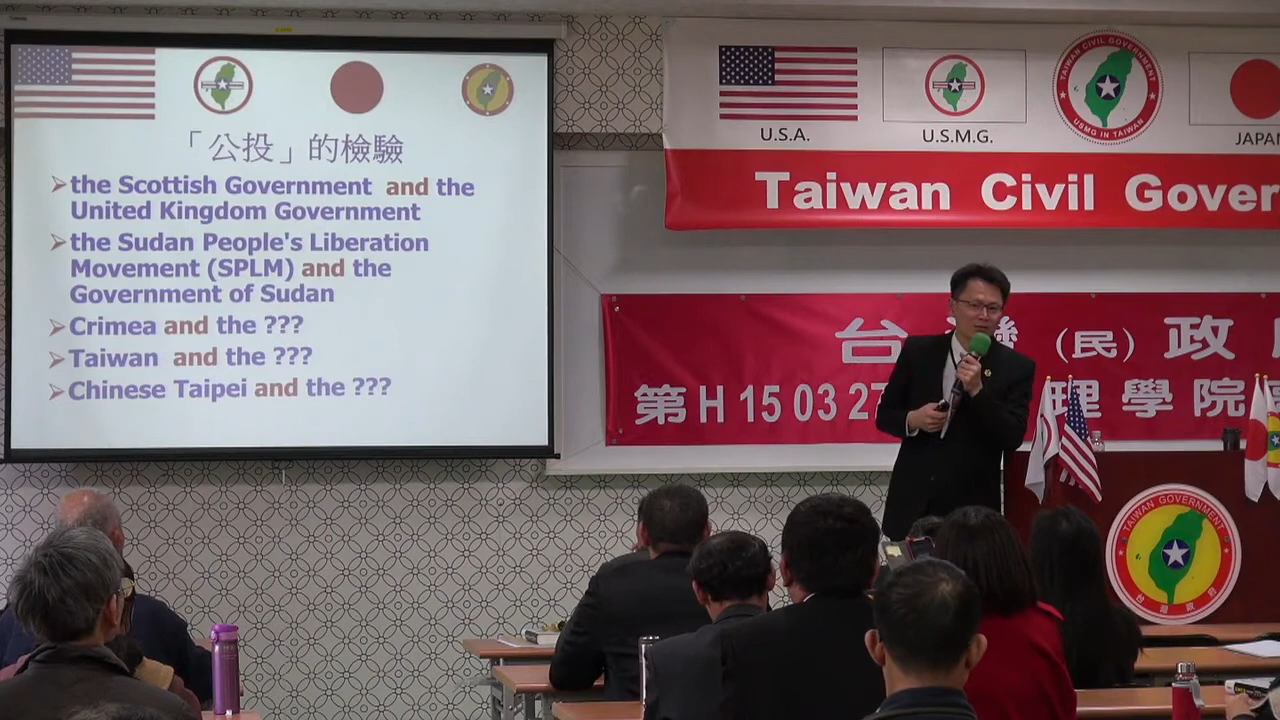 「公投」的檢驗
➢the Scottish Government and the
United Kingdom Government
➢the Sudan People's Liberation
Movement (SPLM) and the
Government of Sudan
➢Crimea and the ???
➢Taiwan and the ???
➢Chinese Taipei and the ???
TAIWAN CIVIL GOVERNMENT
USMG IN TAIWAN
U.S.A.
U.S.M.G.
JAPA
Taiwan Civil Gover
台 (民) 政
第H 15 03 27 理學院
TAIWAN GOVERNMENT
台灣政府